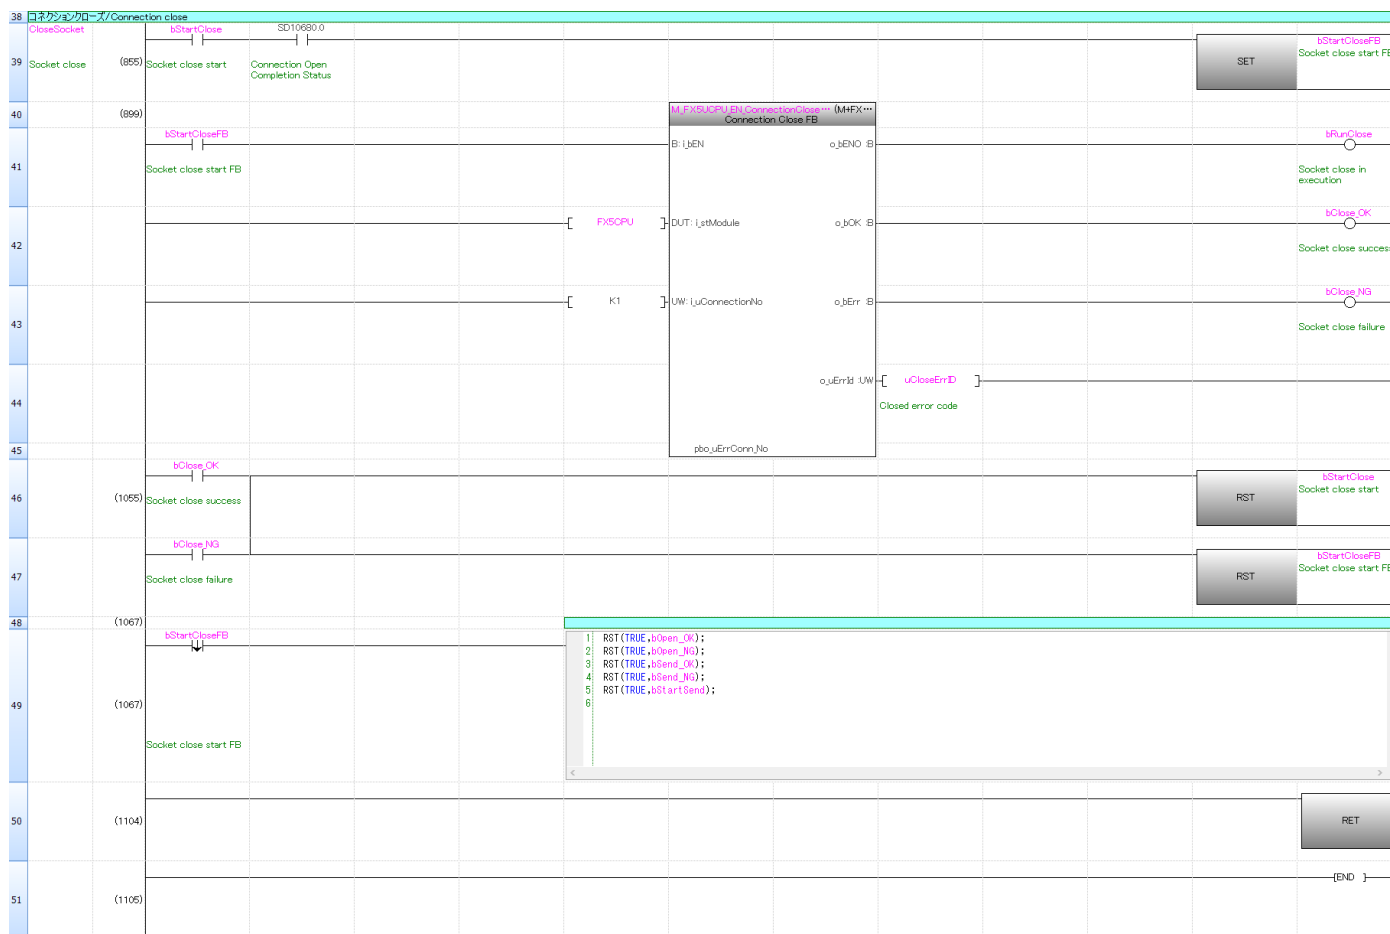 38 コネクションクローズ/Connection close
CloseSocket
bStartClose
SD10680.0
bStartCloseFB
39
Socket close
(855)
Socket close start
Connection Open
Completion Status
SET
Socket close start FB
40
(899)
M_FX5UCPU_EN_ConnectionClose… (M+FX…
Connection Close FB
41
bStartCloseFB
Socket close start FB
B: i_bEN
o_bENO :B
bRunClose
Socket close in
execution
42
FX5CPU
DUT: i_stModule
o_bOK :B
bClose_OK
Socket close success
43
K1
UW: i_uConnectionNo
o_bErr :B
bClose_NG
Socket close failure
44
o_uErrId :UW
uCloseErrID
Closed error code
45
pbo_uErrConn_No
46
(1055)
bClose_OK
Socket close success
RST
bStartClose
Socket close start
47
bClose_NG
Socket close failure
RST
bStartCloseFB
Socket close start FB
48
(1067)
49
(1067)
bStartCloseFB
Socket close start FB
1 RST(TRUE,bOpen_OK);
2 RST(TRUE,bOpen_NG);
3 RST(TRUE,bSend_OK);
4 RST(TRUE,bSend_NG);
5 RST(TRUE,bStartSend);
6
50
(1104)
RET
51
(1105)
[END ]